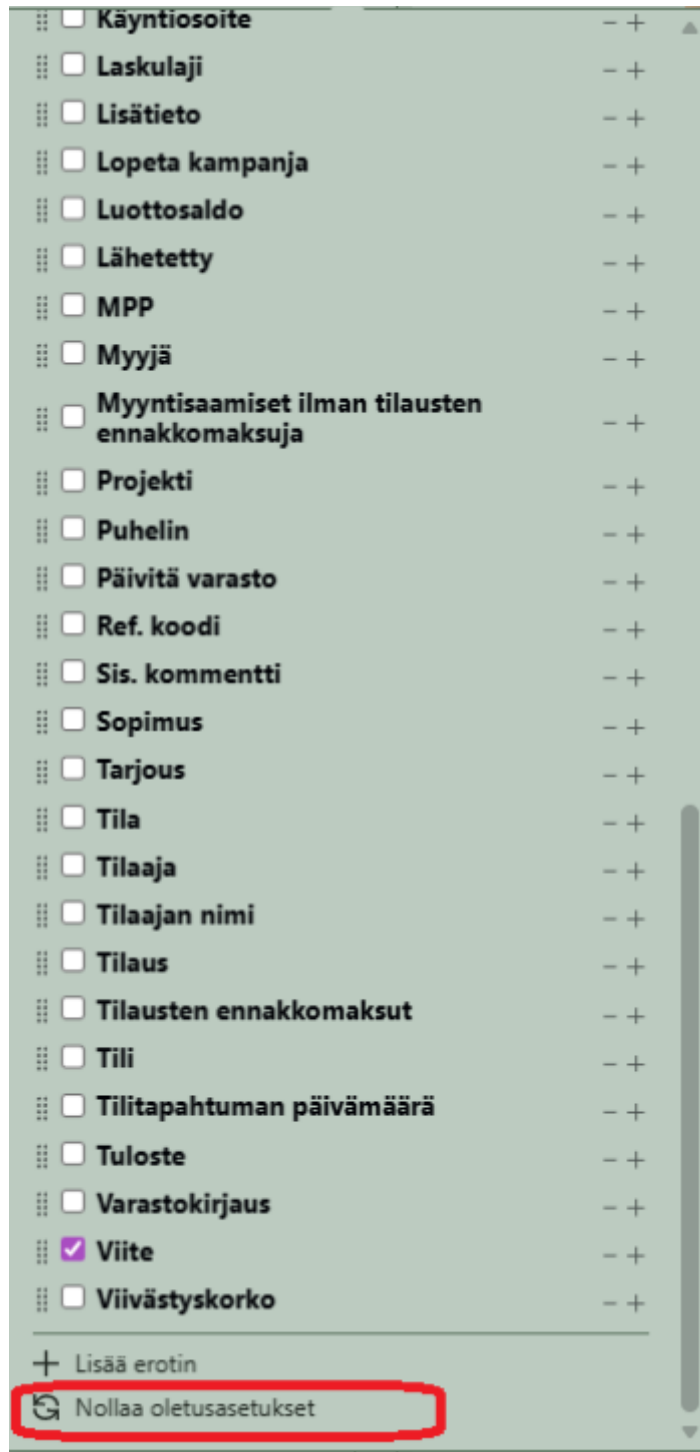 Käyntiosoite
Laskulaji
Lisätieto
Lopeta kampanja
Luottosaldo
Lähetetty
MPP
Myyjä
Myyntisaamiset ilman tilausten
ennakkomaksuja
Projekti
Puhelin
Päivitä varasto
Ref. koodi
Sis. kommentti
Sopimus
Tarjous
Tila
Tilaaja
Tilaajan nimi
Tilaus
Tilausten ennakkomaksut
Tili
Tilitapahtuman päivämäärä
Tuloste
Varastokirjaus
Viite
Viivästyskorko
Lisää erotin
Nollaa oletusasetukset